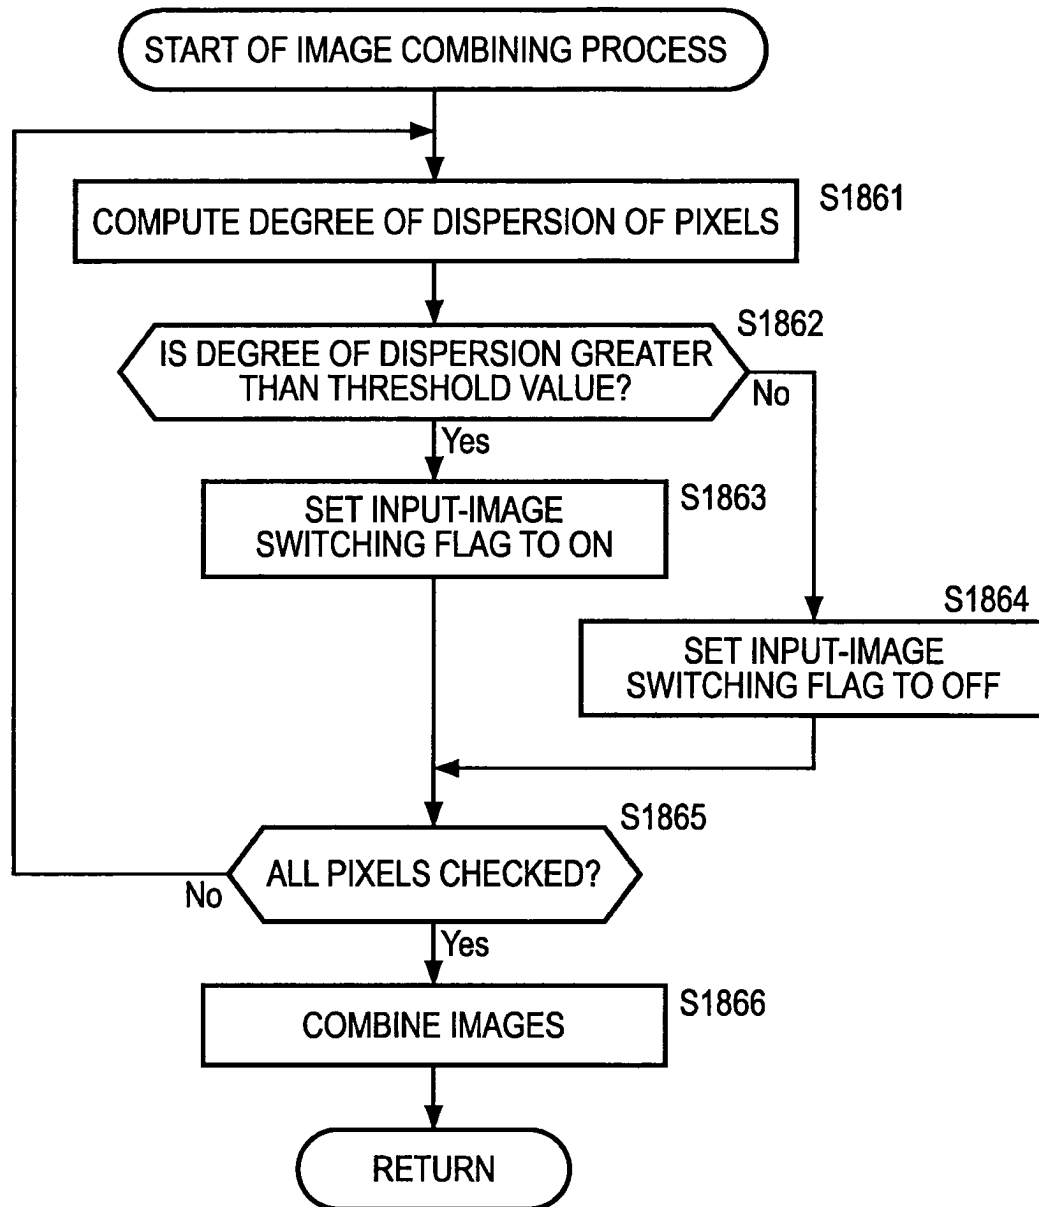 START OF IMAGE COMBINING PROCESS
S1861
COMPUTE DEGREE OF DISPERSION OF PIXELS
S1862
IS DEGREE OF DISPERSION GREATER
THAN THRESHOLD VALUE?
No
Yes
S1863
SET INPUT-IMAGE
SWITCHING FLAG TO ON
S1864
SET INPUT-IMAGE
SWITCHING FLAG TO OFF
S1865
ALL PIXELS CHECKED?
No
Yes
S1866
COMBINE IMAGES
RETURN